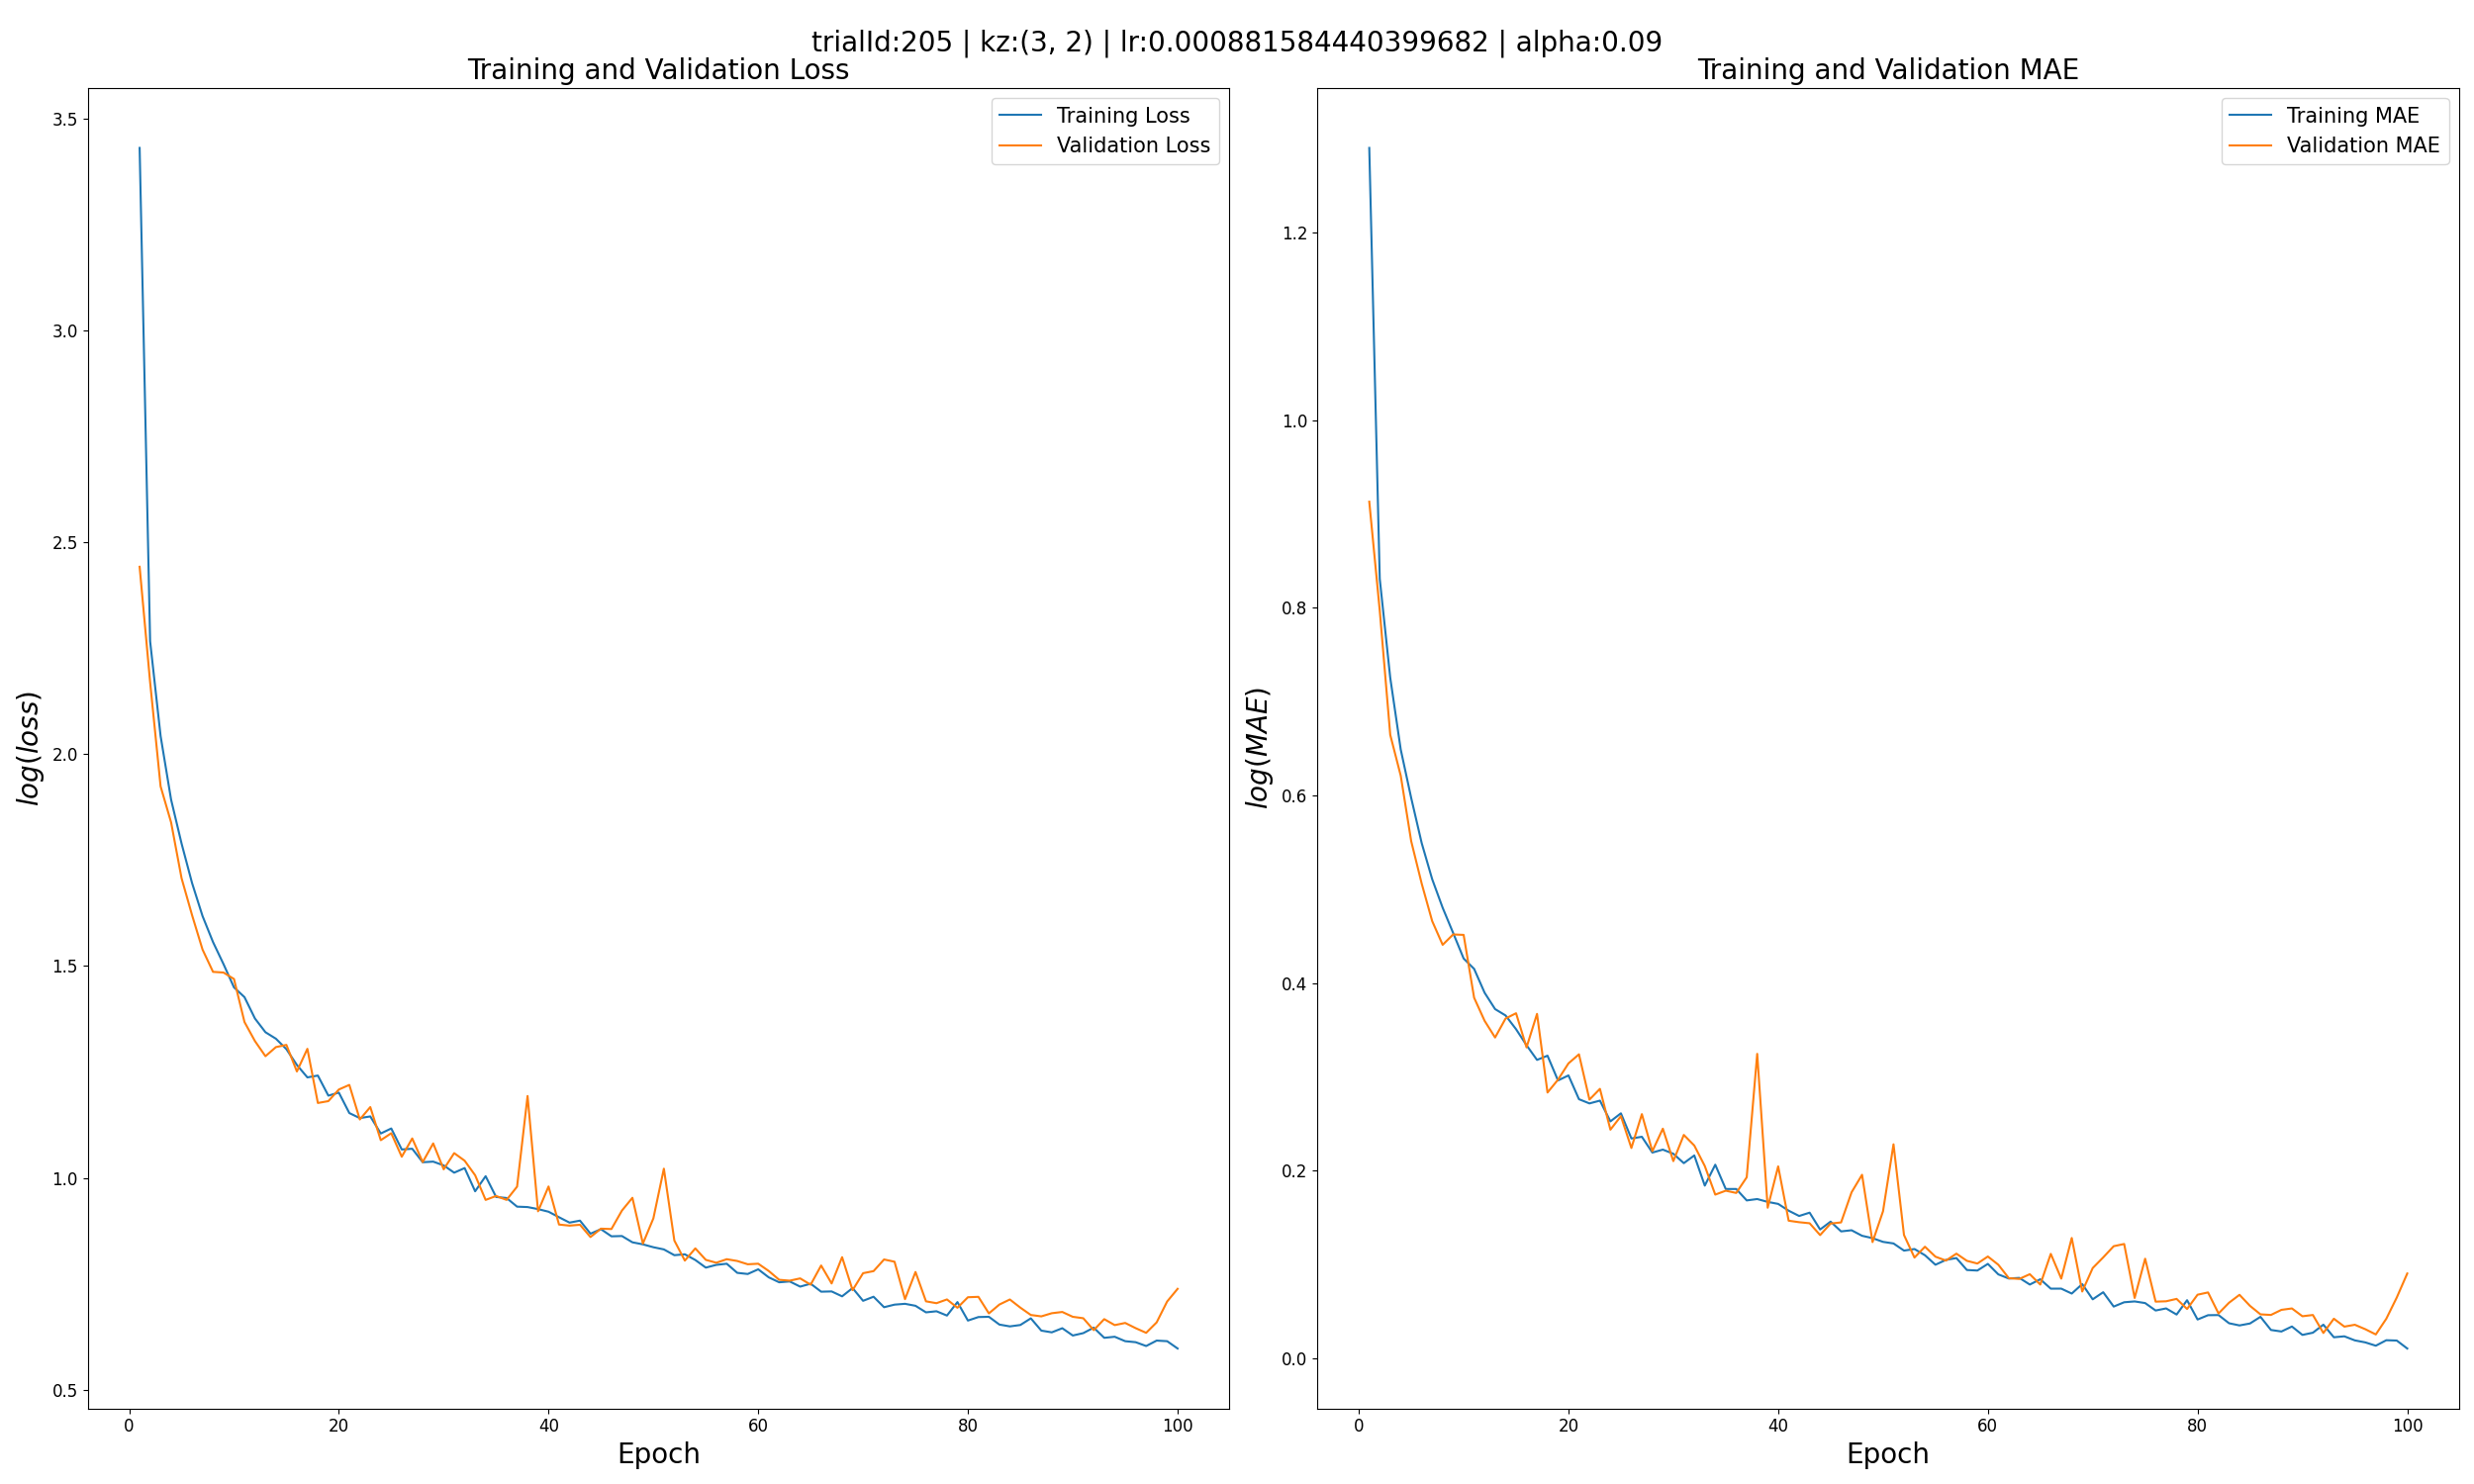 trialId:205 | kz:(3, 2) | lr:0.000881584440399682 | alpha:0.09
Training and Validation Loss
Training Loss
Validation Loss
3.5
3.0
2.5
2.0
1.5
1.0
0.5
log(loss)
0 20 40 60 80 100
Epoch
Training and Validation MAE
Training MAE
Validation MAE
1.2
1.0
0.8
0.6
0.4
0.2
0.0
log(MAE)
0 20 40 60 80 100
Epoch